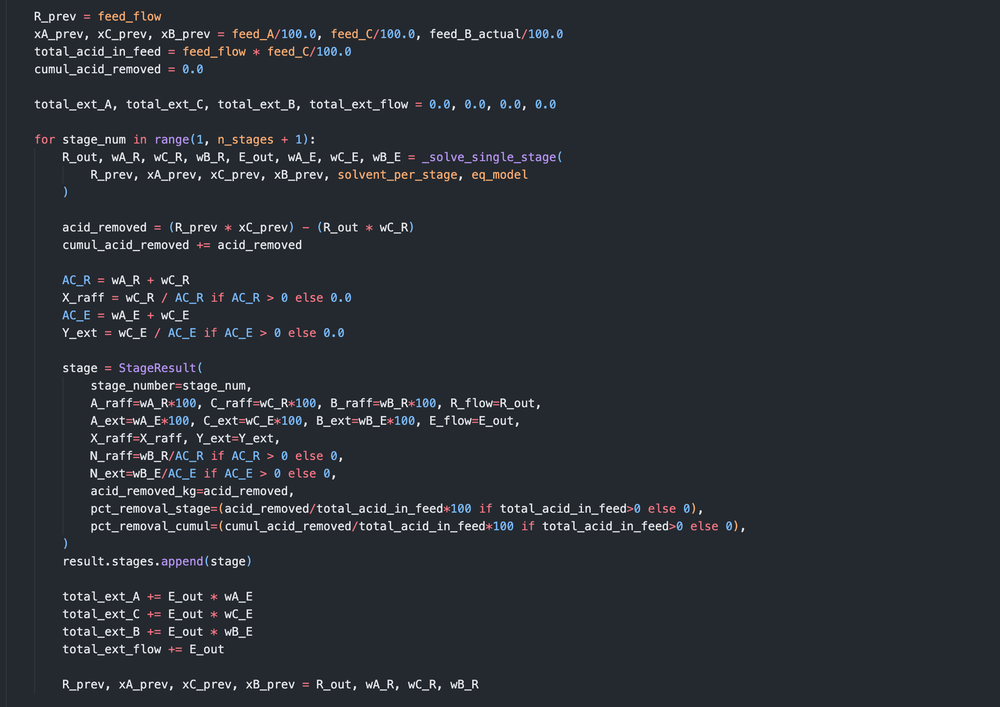 R_prev = feed_flow
xA_prev, xC_prev, xB_prev = feed_A/100.0, feed_C/100.0, feed_B_actual/100.0
total_acid_in_feed = feed_flow * feed_C/100.0
cumul_acid_removed = 0.0

total_ext_A, total_ext_C, total_ext_B, total_ext_flow = 0.0, 0.0, 0.0, 0.0

for stage_num in range(1, n_stages + 1):
    R_out, wA_R, wC_R, wB_R, E_out, wA_E, wC_E, wB_E = _solve_single_stage(
        R_prev, xA_prev, xC_prev, xB_prev, solvent_per_stage, eq_model
    )

    acid_removed = (R_prev * xC_prev) - (R_out * wC_R)
    cumul_acid_removed += acid_removed

    AC_R = wA_R + wC_R
    X_raff = wC_R / AC_R if AC_R > 0 else 0.0
    AC_E = wA_E + wC_E
    Y_ext = wC_E / AC_E if AC_E > 0 else 0.0

    stage = StageResult(
        stage_number=stage_num,
        A_raff=wA_R*100, C_raff=wC_R*100, B_raff=wB_R*100, R_flow=R_out,
        A_ext=wA_E*100, C_ext=wC_E*100, B_ext=wB_E*100, E_flow=E_out,
        X_raff=X_raff, Y_ext=Y_ext,
        N_raff=wB_R/AC_R if AC_R > 0 else 0,
        N_ext=wB_E/AC_E if AC_E > 0 else 0,
        acid_removed_kg=acid_removed,
        pct_removal_stage=(acid_removed/total_acid_in_feed*100 if total_acid_in_feed>0 else 0),
        pct_removal_cumul=(cumul_acid_removed/total_acid_in_feed*100 if total_acid_in_feed>0 else 0),
    )
    result.stages.append(stage)

    total_ext_A += E_out * wA_E
    total_ext_C += E_out * wC_E
    total_ext_B += E_out * wB_E
    total_ext_flow += E_out

    R_prev, xA_prev, xC_prev, xB_prev = R_out, wA_R, wC_R, wB_R